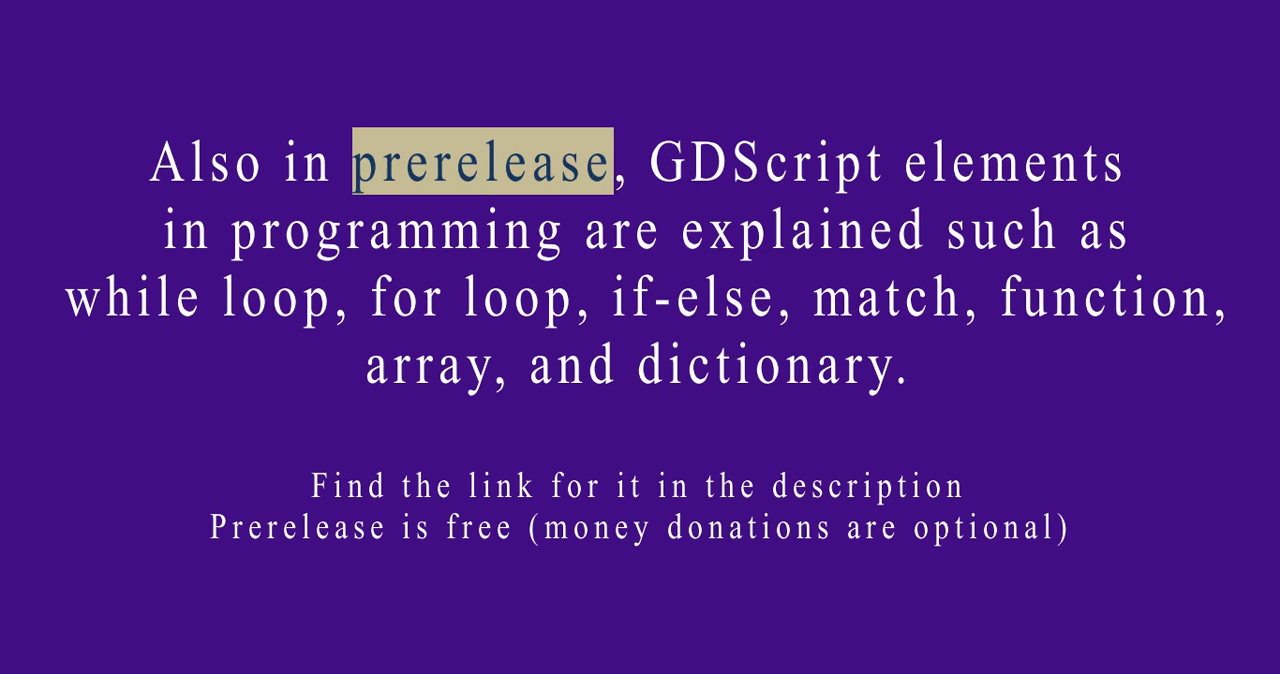 Also in prerelease, GDScript elements
in programming are explained such as
while loop, for loop, if-else, match, function,
array, and dictionary.
Find the link for it in the description
Prerelease is free (money donations are optional)